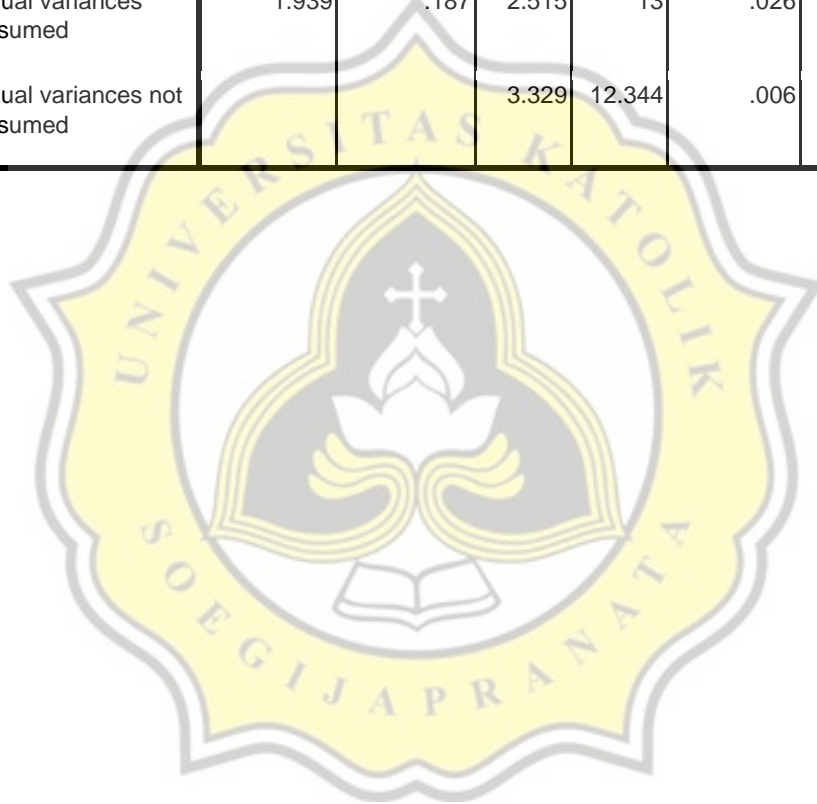 ual variances 1.939 .187 2.515 13 .026
sumed
ual variances not 3.329 12.344 .006
sumed
UNIVERSITAS KATOLIK
SOEGIJAPRANATA